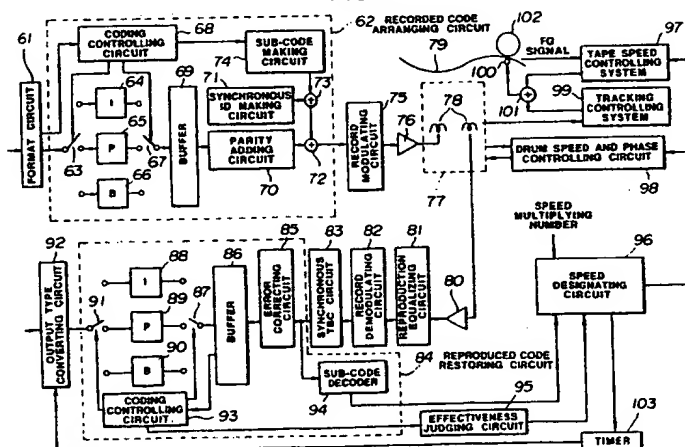 62
RECORDED CODE
ARRANGING CIRCUIT
102
68
CODING
CONTROLLING
CIRCUIT
74
SUB-CODE
MAKING
CIRCUIT
79
FG
SIGNAL
97
TAPE SPEED
CONTROLLING
SYSTEM
61
FORMAT CIRCUIT
64
I
69
BUFFER
71
SYNCHRONOUS
ID MAKING
CIRCUIT
73
75
RECORD
MODULATING
CIRCUIT
76
78
100
101
99
TRACKING
CONTROLLING
SYSTEM
65
P
63
67
PARITY
ADDING
CIRCUIT
70
72
77
DRUM SPEED AND PHASE
CONTROLLING CIRCUIT
98
66
B
SPEED
MULTIPLYING
NUMBER
96
SPEED
DESIGNATING
CIRCUIT
92
OUTPUT TYPE
CONVERTING CIRCUIT
88
I
91
89
P
87
90
B
86
BUFFER
85
ERROR
CORRECTING
CIRCUIT
83
SYNCHRONOUS
TBC CIRCUIT
82
RECORD
DEMODULATING
CIRCUIT
81
REPRODUCTION
EQUALIZING
CIRCUIT
80
84
REPRODUCED CODE
RESTORING CIRCUIT
SUB-CODE
DECODER
94
CODING
CONTROLLING
CIRCUIT
93
95
EFFECTIVENESS
JUDGING CIRCUIT
103
TIMER